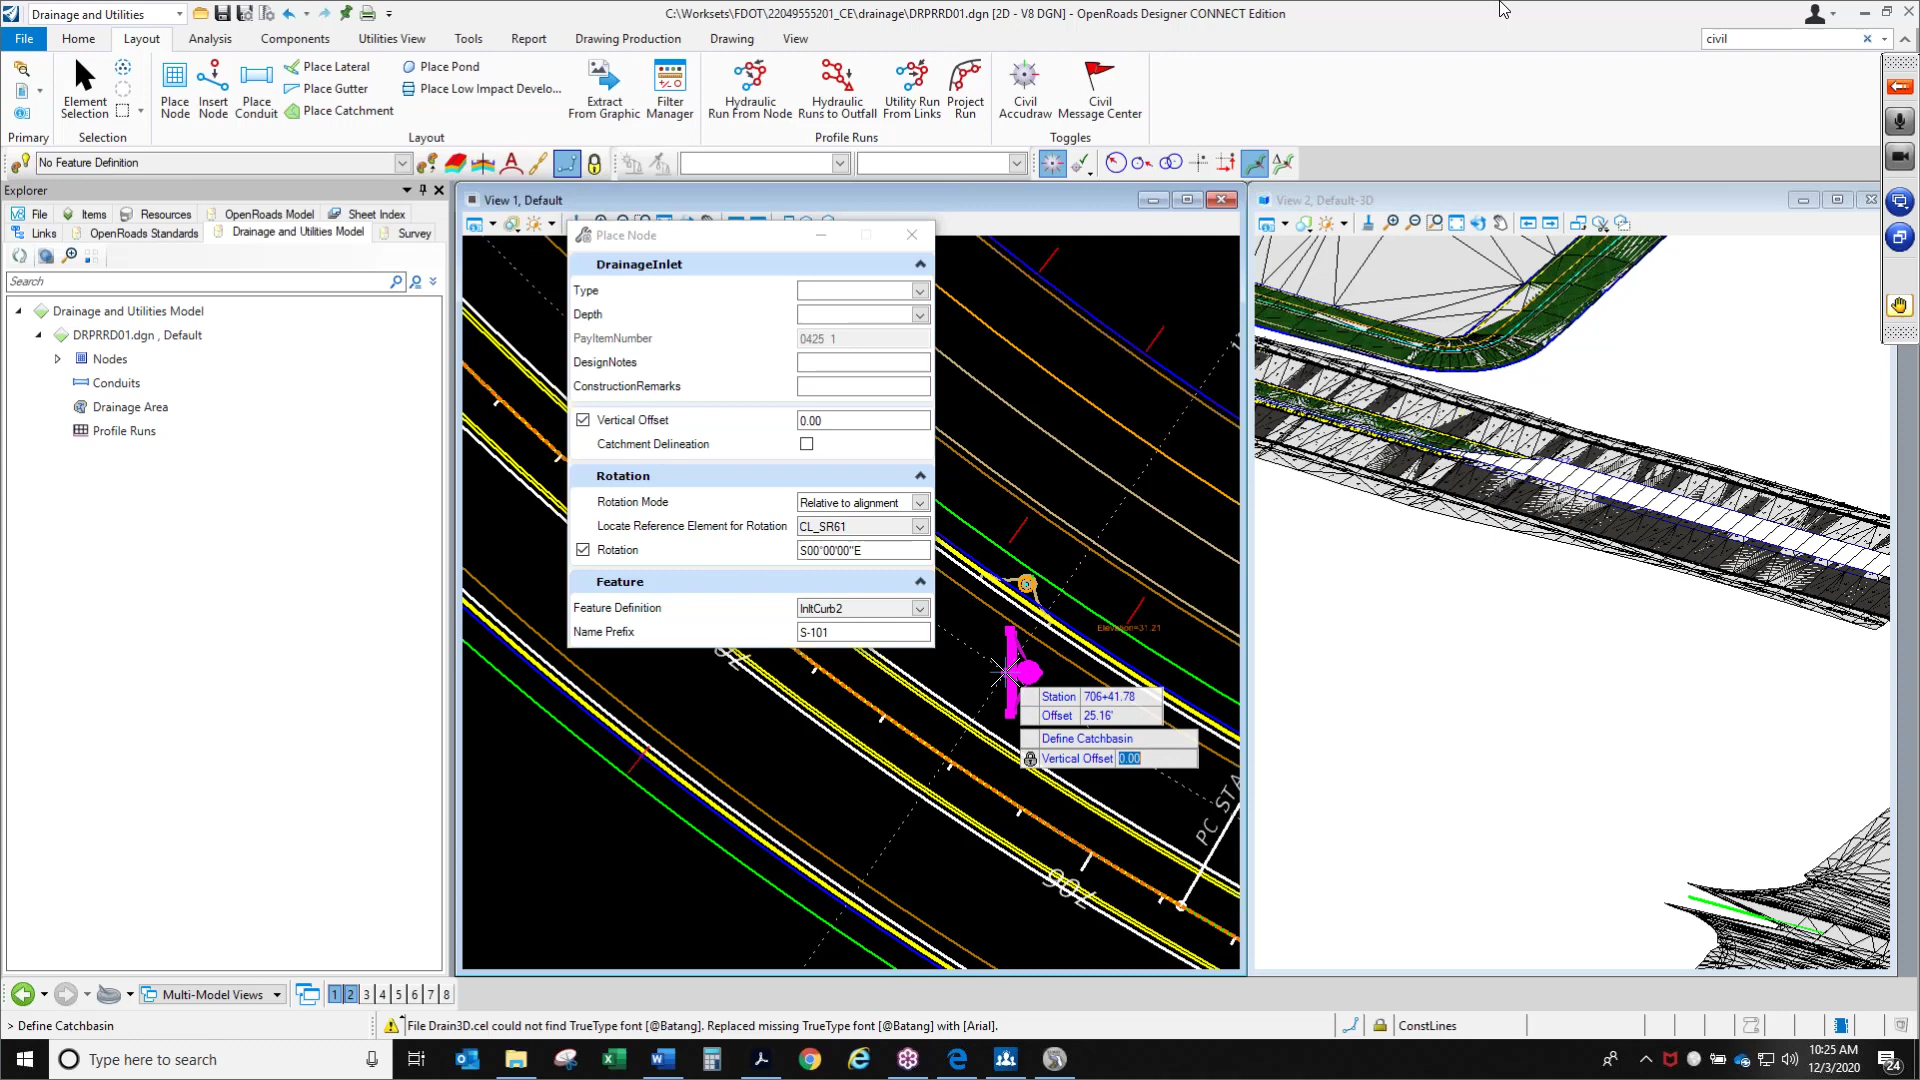 Drainage and Utilities
C:\Worksets\FDOT\22049555201_CE\drainage\DRPRRD01.dgn [2D - V8 DGN] - OpenRoads Designer CONNECT Edition
File Home Layout Analysis Components Utilities View Tools Report Drawing Production Drawing View
civil
Element Selection
Place Node
Insert Node
Place Conduit
Place Lateral
Place Gutter
Place Catchment
Place Pond
Place Low Impact Develo...
Extract From Graphic
Filter Manager
Hydraulic Run From Node
Hydraulic Runs to Outfall
Utility Run From Links
Project Run
Civil Accudraw
Civil Message Center
Primary Selection Layout Profile Runs Toggles
No Feature Definition
Explorer
File Items Resources OpenRoads Model Sheet Index
Links OpenRoads Standards Drainage and Utilities Model Survey
Search
Drainage and Utilities Model
DRPRRD01.dgn , Default
Nodes
Conduits
Drainage Area
Profile Runs
View 1, Default
View 2, Default-3D
Place Node
DrainageInlet
Type
Depth
PayItemNumber 0425 1
DesignNotes
ConstructionRemarks
Vertical Offset 0.00
Catchment Delineation
Rotation
Rotation Mode Relative to alignment
Locate Reference Element for Rotation CL_SR61
Rotation S00°00'00"E
Feature
Feature Definition InltCurb2
Name Prefix S-101
Elevation=31.21
Station 706+41.78
Offset 25.16'
Define Catchbasin
Vertical Offset 0.00
PC STA
706
Multi-Model Views
1 2 3 4 5 6 7 8
> Define Catchbasin
File Drain3D.cel could not find TrueType font [@Batang]. Replaced missing TrueType font [@Batang] with [Arial].
ConstLines
Type here to search
10:25 AM
12/3/2020
24